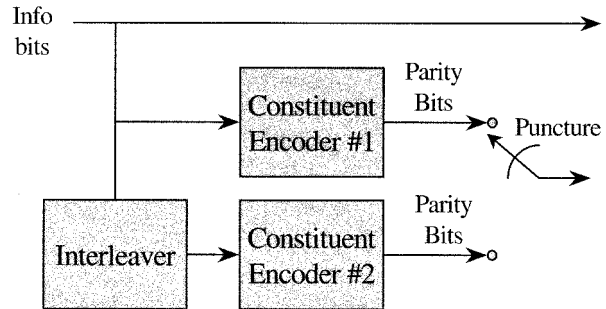 Info
bits
Parity
Bits
Constituent
Encoder #1
Puncture
Parity
Bits
Interleaver
Constituent
Encoder #2